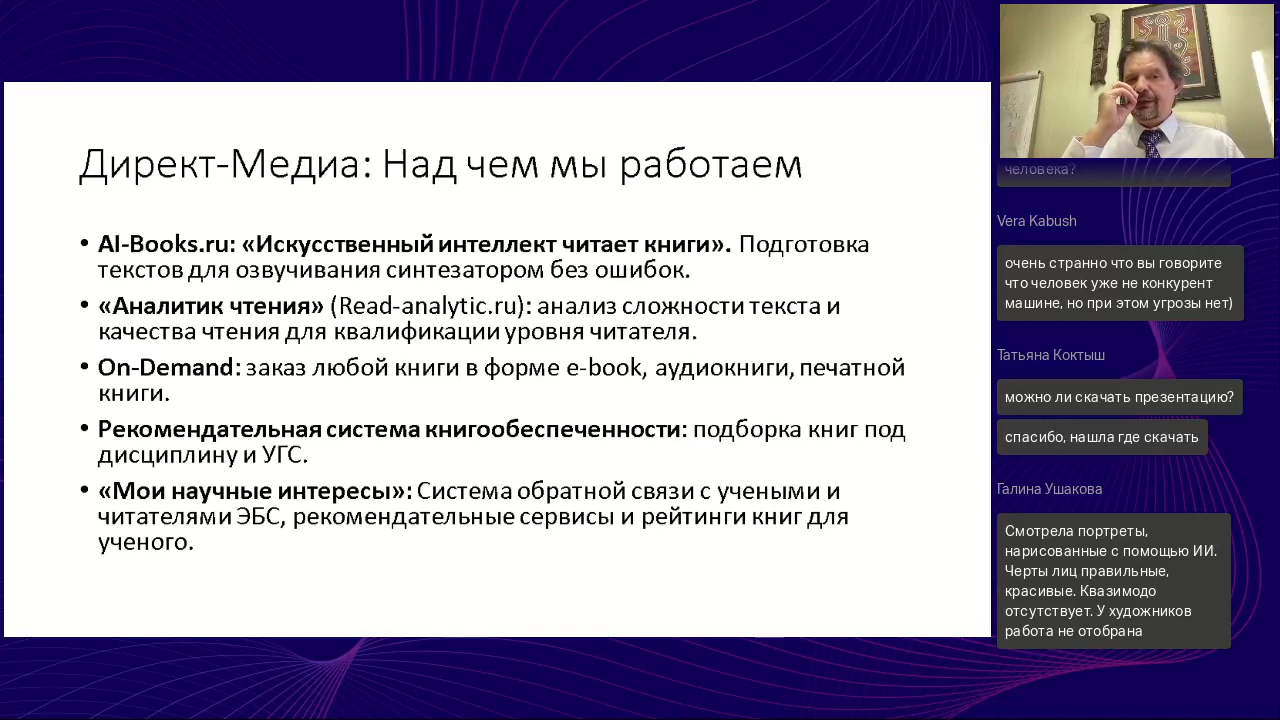 Директ-Медиа: Над чем мы работаем
• AI-Books.ru: «Искусственный интеллект читает книги». Подготовка
текстов для озвучивания синтезатором без ошибок.
• «Аналитик чтения» (Read-analytic.ru): анализ сложности текста и
качества чтения для квалификации уровня читателя.
• On-Demand: заказ любой книги в форме e-book, аудиокниги, печатной
книги.
• Рекомендательная система книгообеспеченности: подборка книг под
дисциплину и УГС.
• «Мои научные интересы»: Система обратной связи с учеными и
читателями ЭБС, рекомендательные сервисы и рейтинги книг для
ученого.
человека?
Vera Kabush
очень странно что вы говорите
что человек уже не конкурент
машине, но при этом угрозы нет)
Татьяна Коктыш
можно ли скачать презентацию?
спасибо, нашла где скачать
Галина Ушакова
Смотрела портреты,
нарисованные с помощью ИИ.
Черты лиц правильные,
красивые. Квазимодо
отсутствует. У художников
работа не отобрана